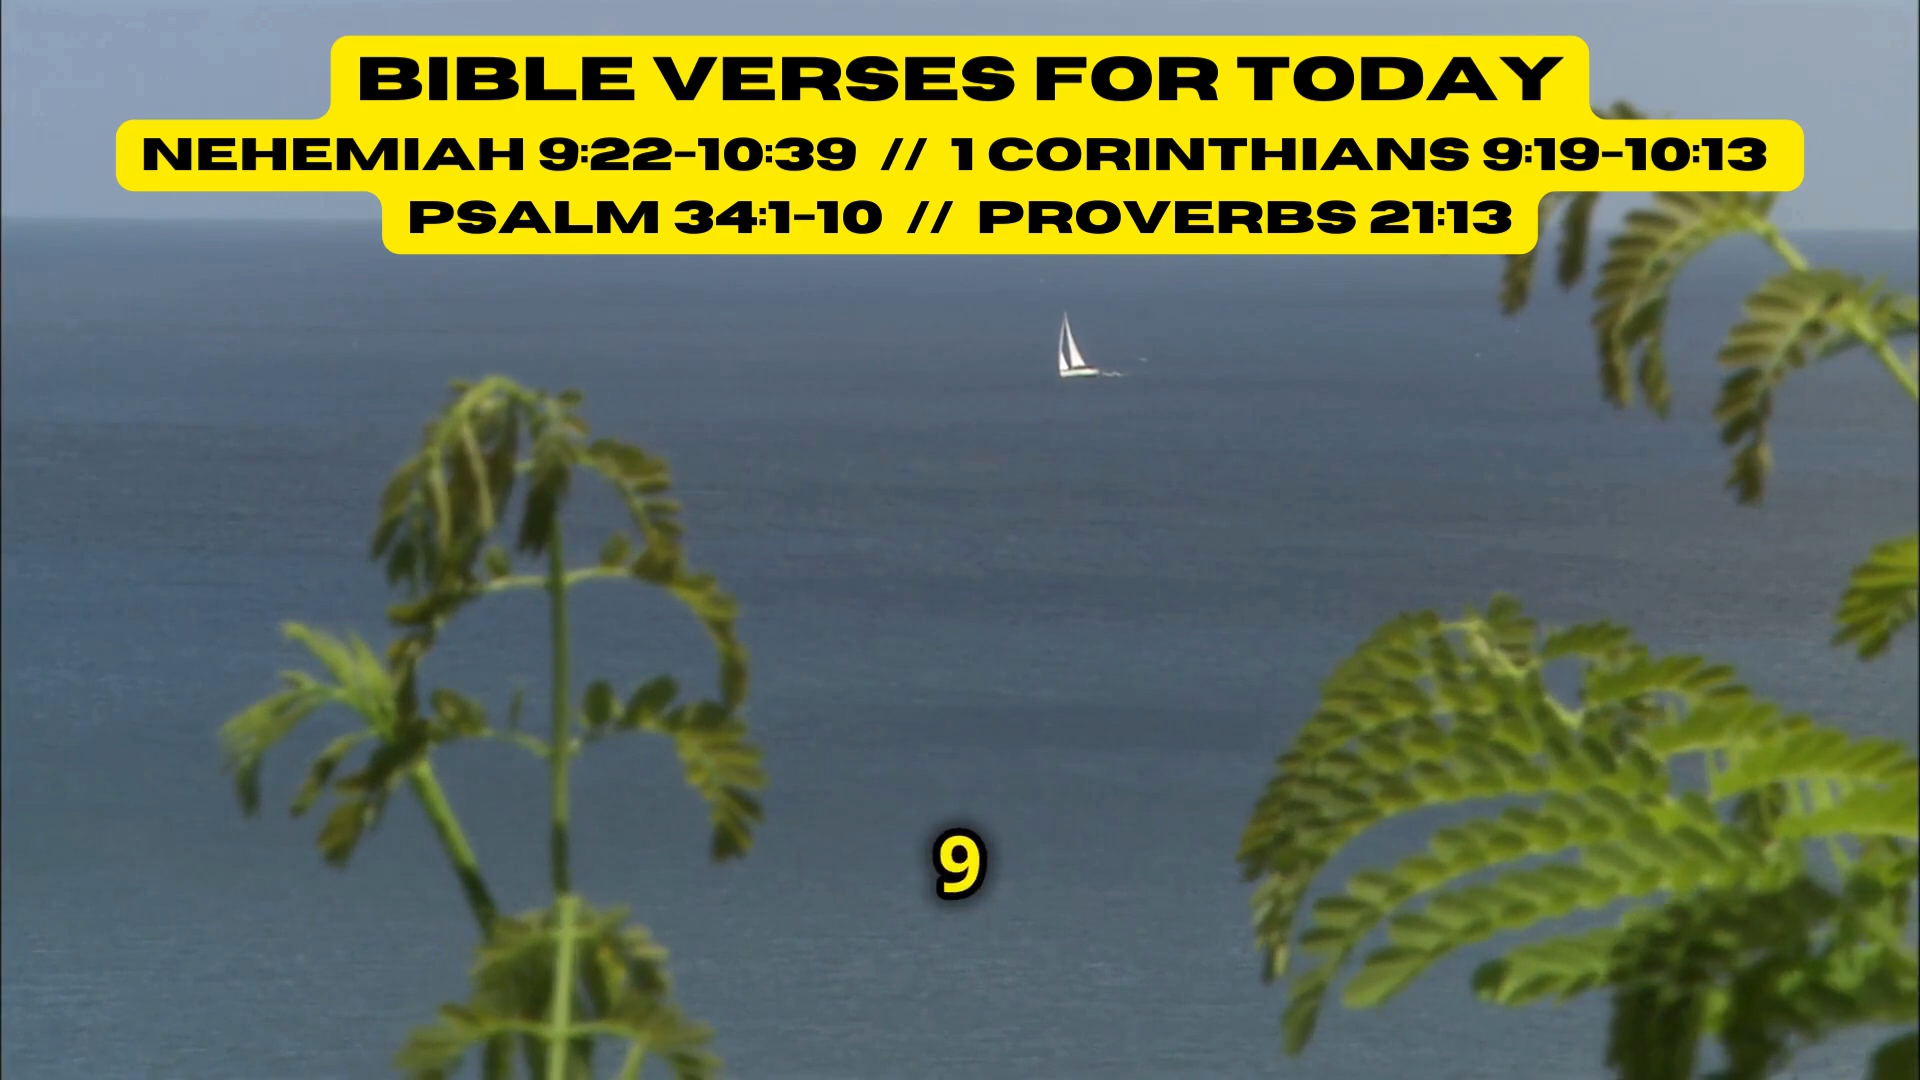 BIBLE VERSES FOR TODAY
NEHEMIAH 9:22-10:39 // 1 CORINTHIANS 9:19-10:13
PSALM 34:1-10 // PROVERBS 21:13
9